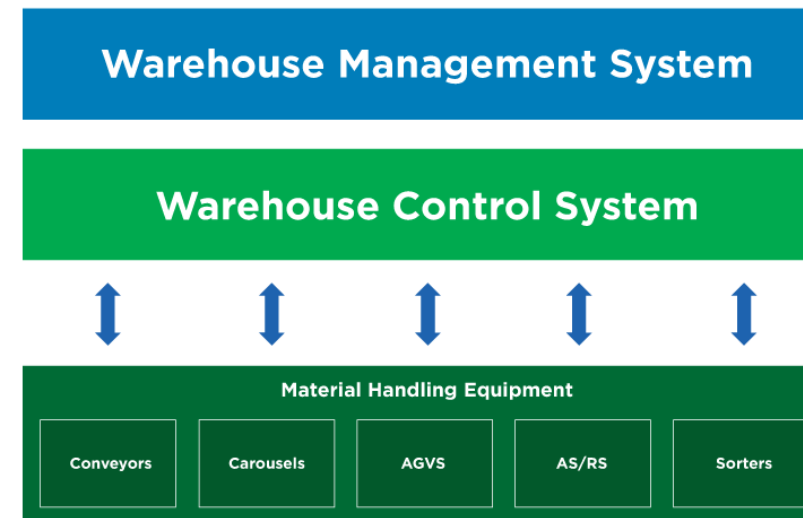 Warehouse Management System
Warehouse Control System
Material Handling Equipment
Conveyors
Carousels
AGVS
AS/RS
Sorters